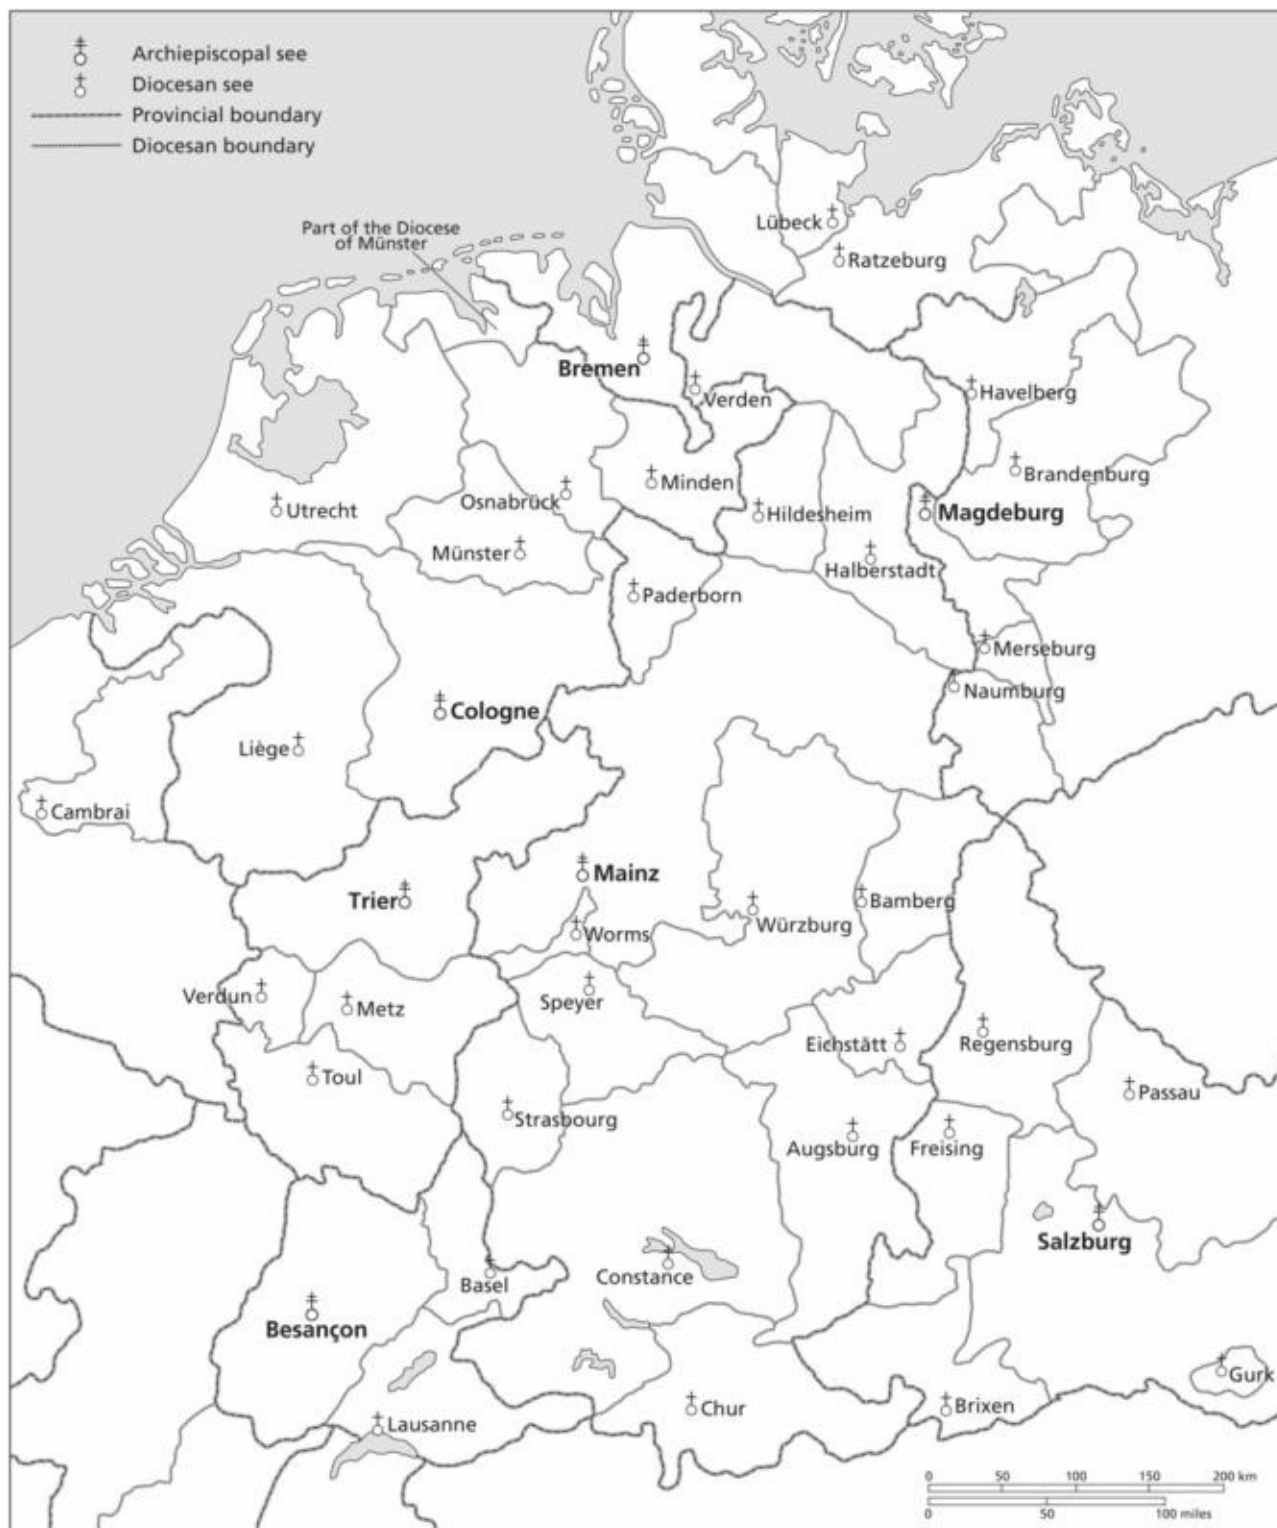 Archiepiscopal see
Diocesan see
Provincial boundary
Diocesan boundary
Part of the Diocese
of Münster
Lübeck
Ratzeburg
Bremen
Verden
Havelberg
Brandenburg
Minden
Osnabrück
Utrecht
Hildesheim
Magdeburg
Münster
Halberstadt
Paderborn
Merseburg
Naumburg
Cologne
Liège
Cambrai
Mainz
Trier
Bamberg
Würzburg
Worms
Verdun
Metz
Speyer
Eichstätt
Regensburg
Toul
Passau
Strasbourg
Augsburg
Freising
Salzburg
Constance
Basel
Besançon
Gurk
Chur
Brixen
Lausanne
0 50 100 150 200 km
0 50 100 miles